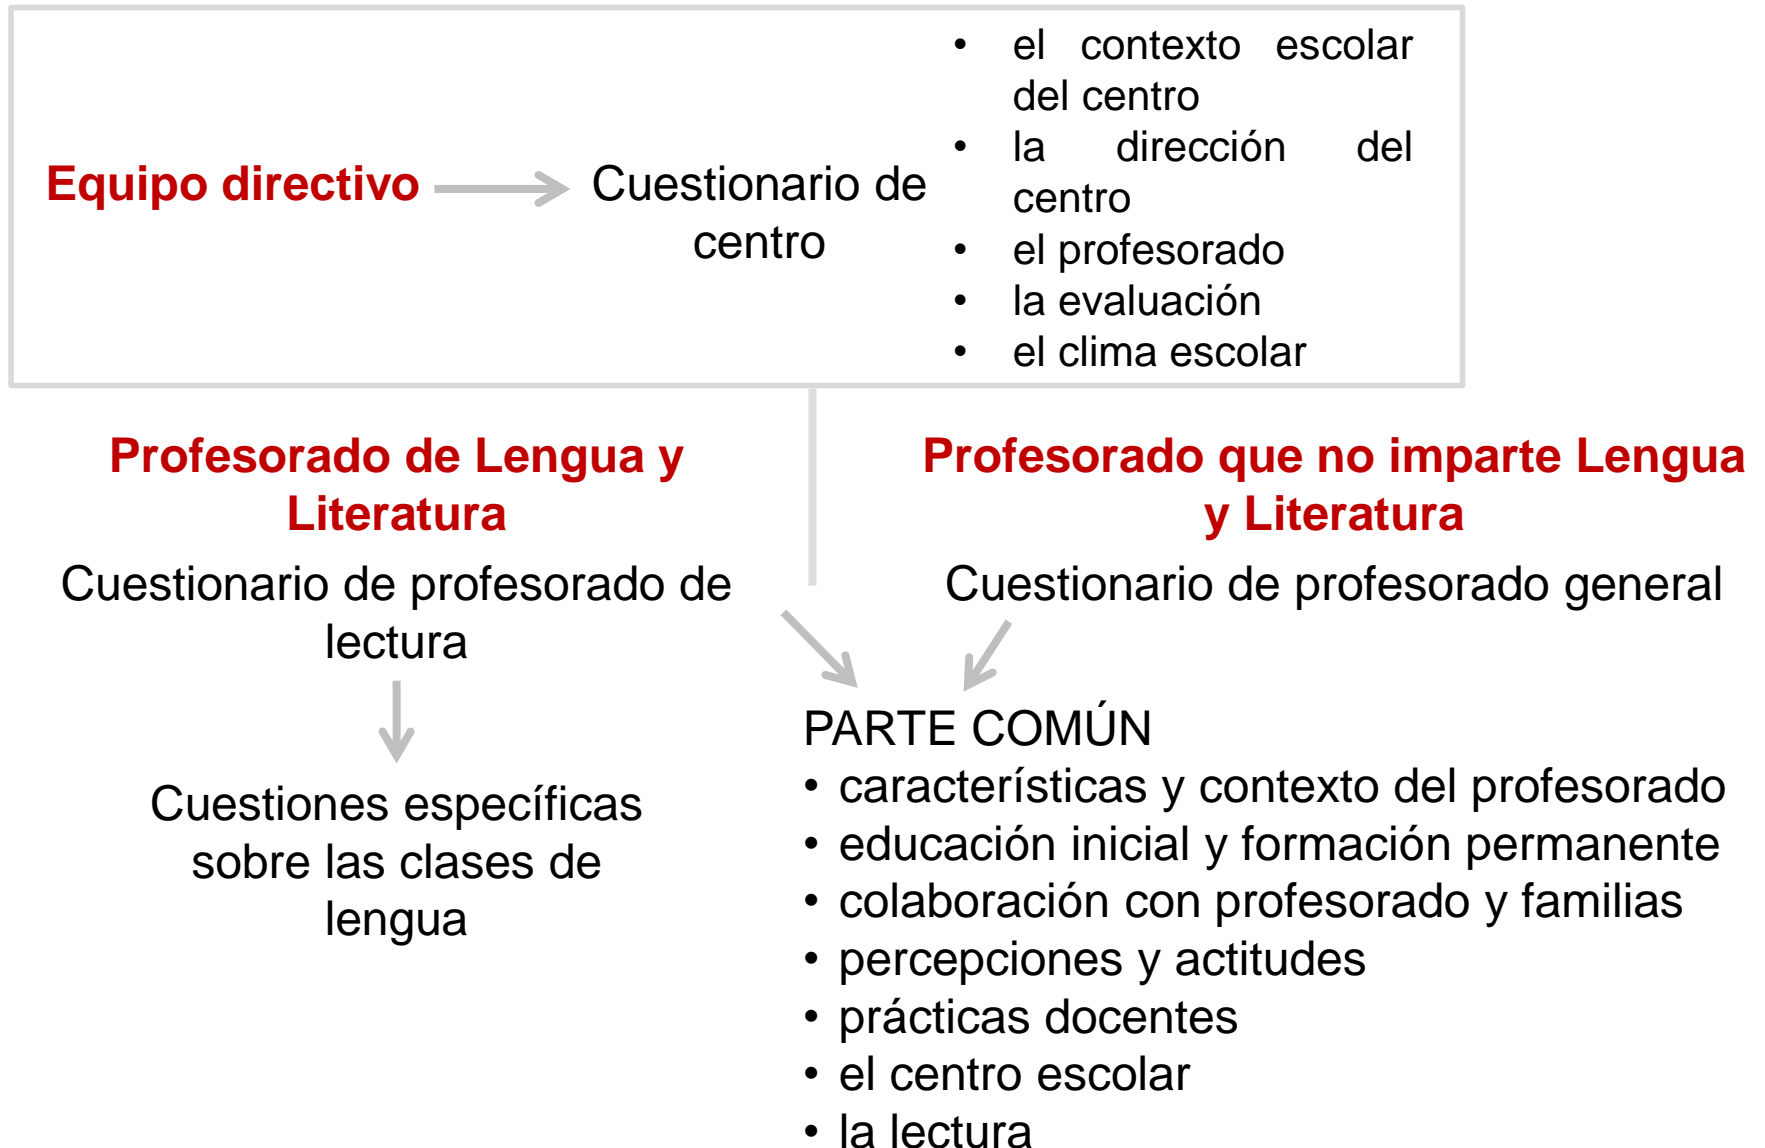 Equipo directivo
Cuestionario de
centro
• el contexto escolar
del centro
• la dirección del
centro
• el profesorado
• la evaluación
• el clima escolar
Profesorado de Lengua y
Literatura
Cuestionario de profesorado de
lectura
Cuestiones específicas
sobre las clases de
lengua
Profesorado que no imparte Lengua
y Literatura
Cuestionario de profesorado general
PARTE COMÚN
• características y contexto del profesorado
• educación inicial y formación permanente
• colaboración con profesorado y familias
• percepciones y actitudes
• prácticas docentes
• el centro escolar
• la lectura